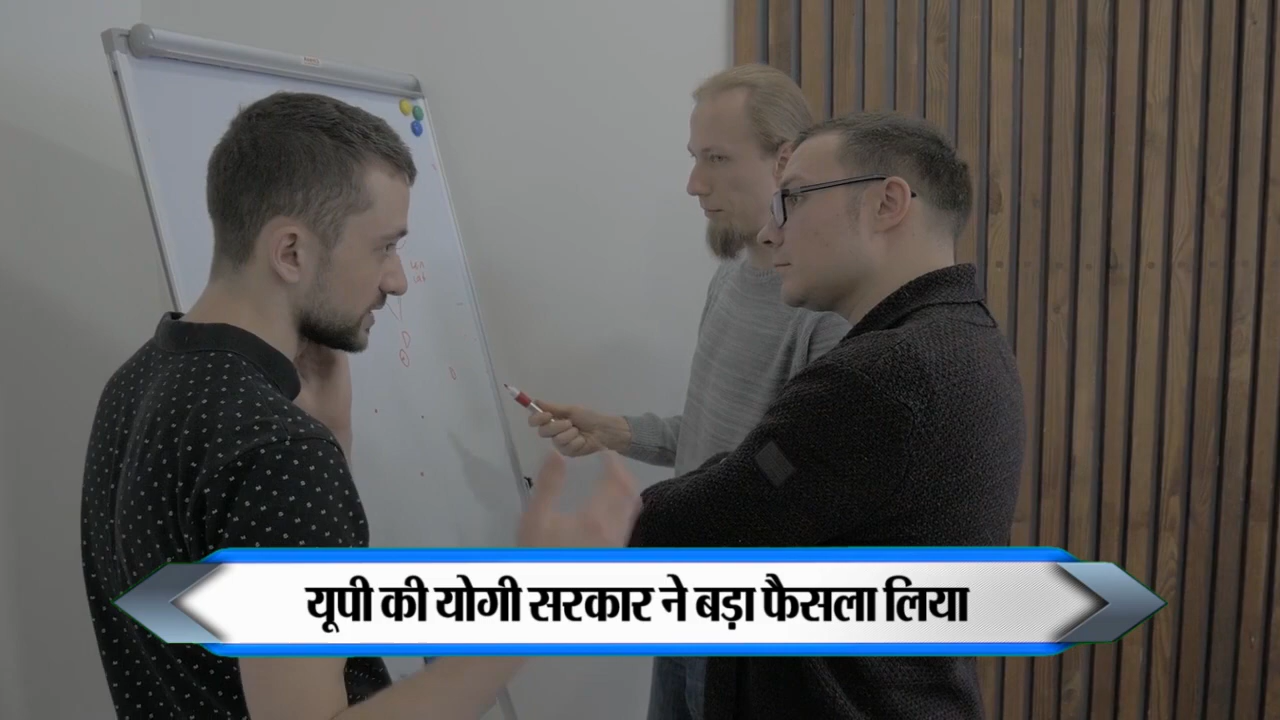 यूपी की योगी सरकार ने बड़ा फैसला लिया